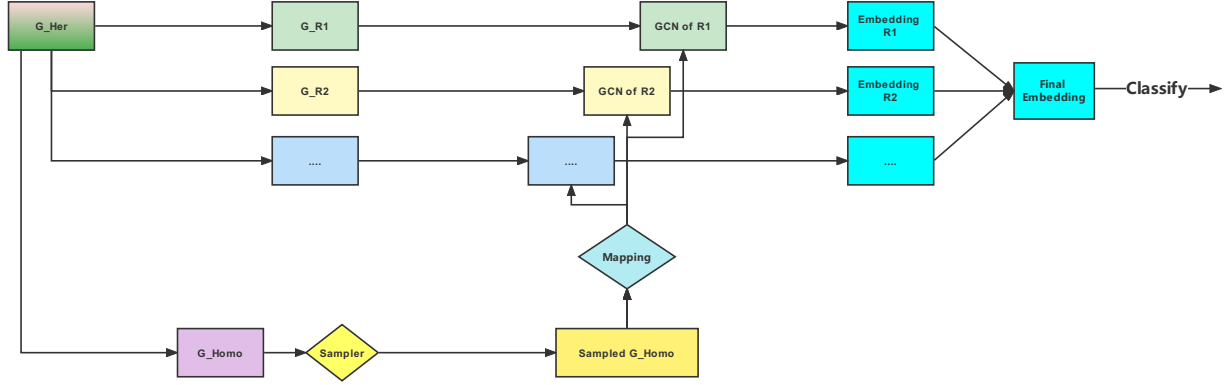 G_Her
G_R1
GCN of R1
Embedding
R1
G_R2
GCN of R2
Embedding
R2
Final
Embedding
Classify
....
....
....
Mapping
G_Homo
Sampler
Sampled G_Homo